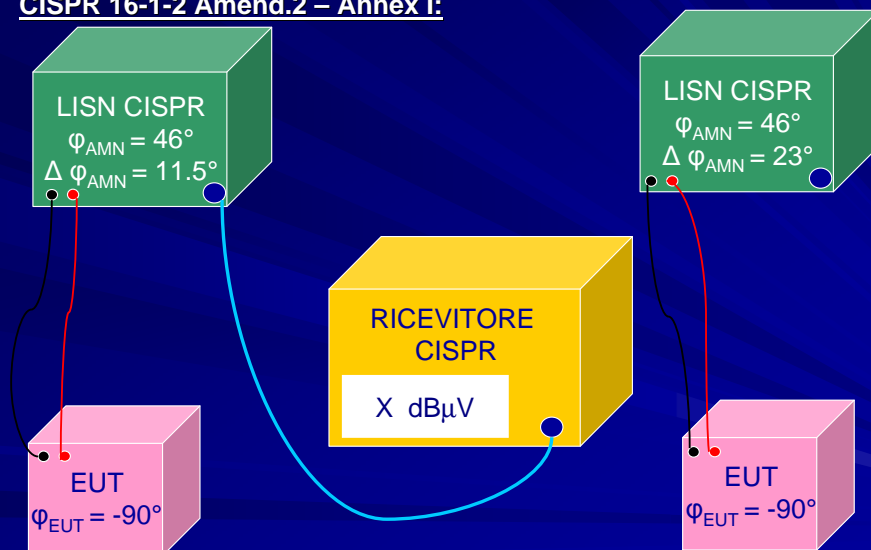 CISPR 16-1-2 Amend.2 – Annex I:
LISN CISPR
φAMN = 46°
Δ φAMN = 11.5°
LISN CISPR
φAMN = 46°
Δ φAMN = 23°
RICEVITORE
CISPR
X dBμV
EUT
φEUT = -90°
EUT
φEUT = -90°